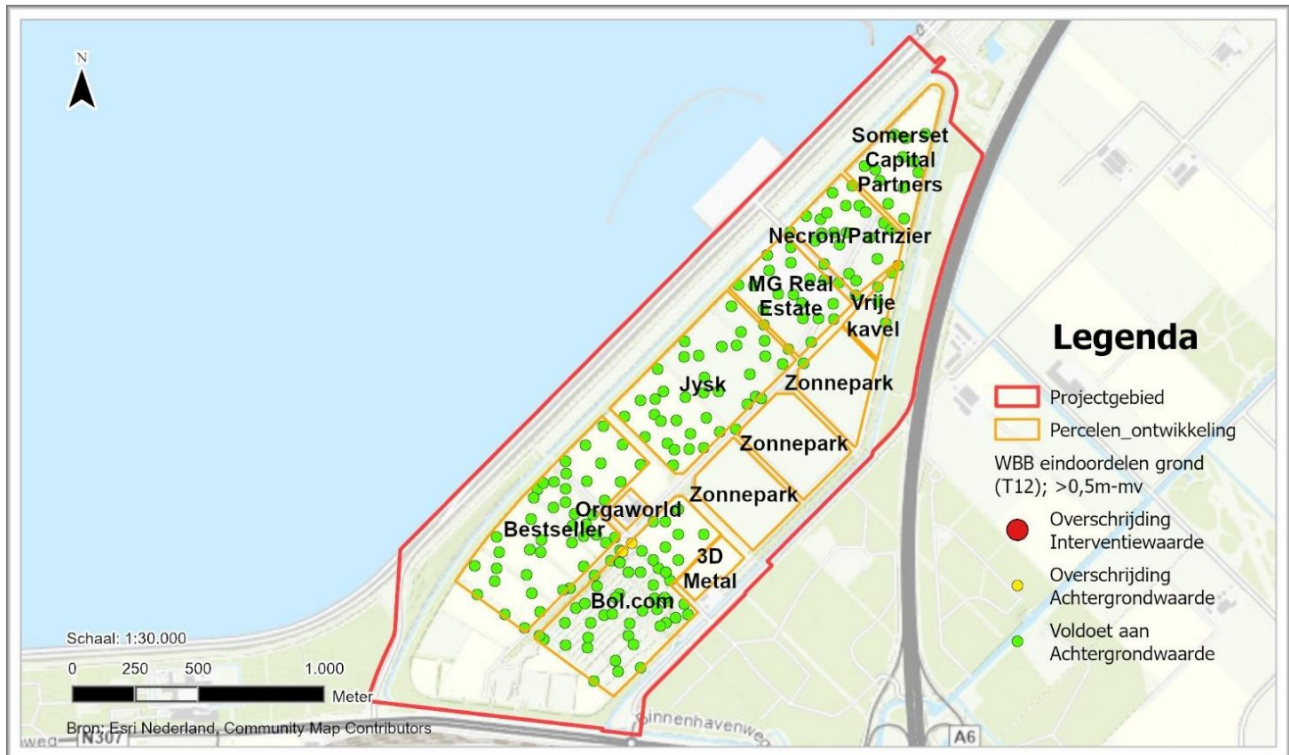 N
Somerset
Capital
Partners
Necron/Patrizier
MG Real
Estate
Vrije
kavel
Jysk
Zonnepark
Zonnepark
Zonnepark
Orgaworld
Bestseller
3D
Metal
Bol.com
Legenda
Projectgebied
Percelen_ontwikkeling
WBB eindoordelen grond
(T12); >0,5m-mv
Overschrijding
Interventiewaarde
Overschrijding
Achtergrondwaarde
Voldoet aan
Achtergrondwaarde
Schaal: 1:30.000
0 250 500 1.000
Meter
Bron: Esri Nederland, Community Map Contributors
weg N307
Binnenhavenweg
A6